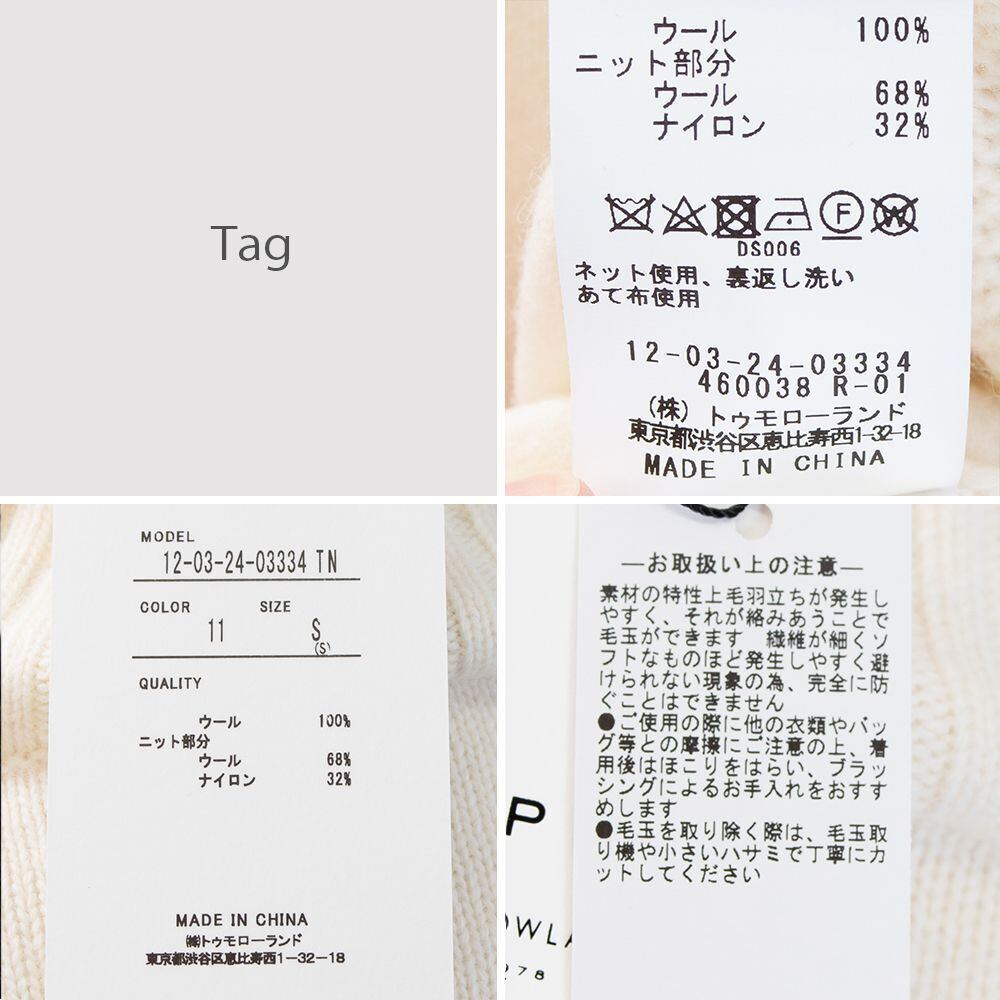 Tag
ウール 100%
ニット部分
ウール 68%
ナイロン 32%
DS006
ネット使用、裏返し洗い
あて布使用
12-03-24-03334
460038 R-01
(株) トゥモローランド
東京都渋谷区恵比寿西1-32-18
MADE IN CHINA
MODEL
12-03-24-03334 TN
COLOR SIZE
11 S
(S)
QUALITY
ウール 100%
ニット部分
ウール 68%
ナイロン 32%
MADE IN CHINA
㈱トゥモローランド
東京都渋谷区恵比寿西1-32-18
―お取扱い上の注意―
素材の特性上毛羽立ちが発生し
やすく、それが絡みあうことで
毛玉ができます 繊維が細くソ
フトなものほど発生しやすく避
けられない現象の為、完全に防
ぐことはできません
●ご使用の際に他の衣類やバッ
グ等との摩擦にご注意の上、着
用後はほこりをはらい、ブラッ
シングによるお手入れをおすす
めします
●毛玉を取り除く際は、毛玉取
り機や小さいハサミで丁寧にカ
ットしてください
P
OWLA
278